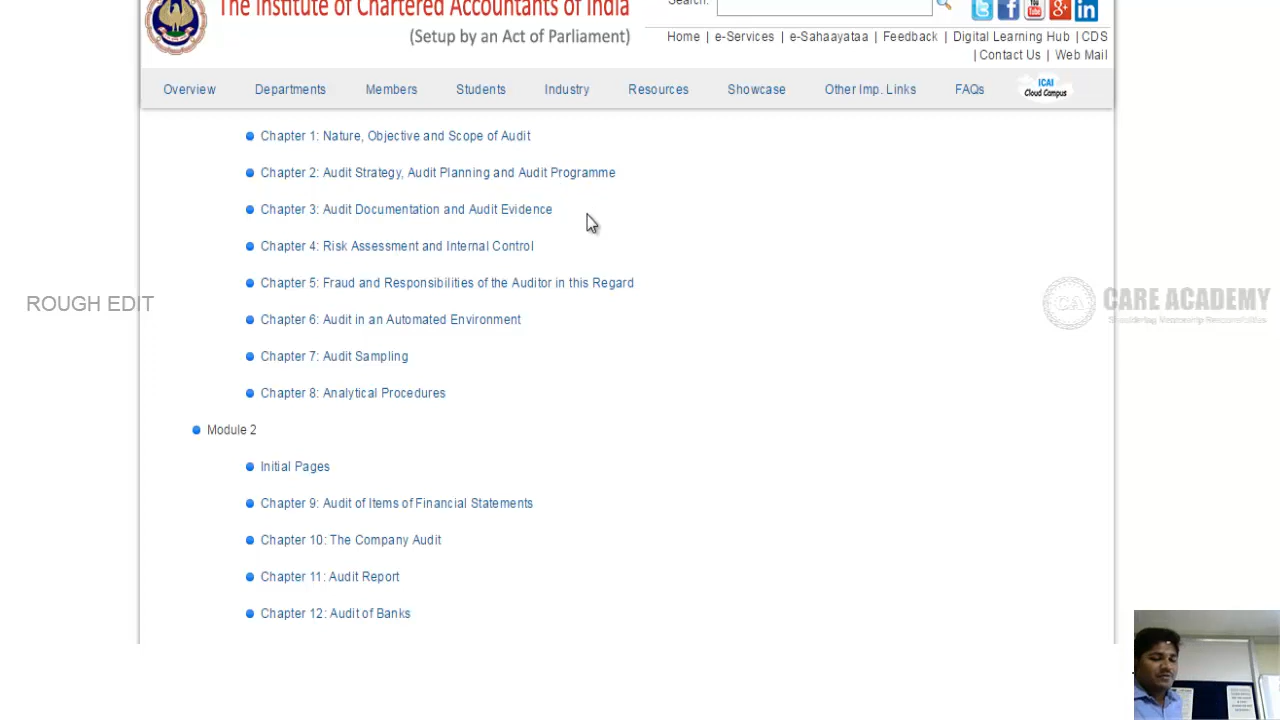 The Institute of Chartered Accountants of India
(Setup by an Act of Parliament)
Search:
Home | e-Services | e-Sahaayataa | Feedback | Digital Learning Hub | CDS
| Contact Us | Web Mail
Overview Departments Members Students Industry Resources Showcase Other Imp. Links FAQs ICAI Cloud Campus
Chapter 1: Nature, Objective and Scope of Audit
Chapter 2: Audit Strategy, Audit Planning and Audit Programme
Chapter 3: Audit Documentation and Audit Evidence
Chapter 4: Risk Assessment and Internal Control
Chapter 5: Fraud and Responsibilities of the Auditor in this Regard
ROUGH EDIT
CA CARE ACADEMY
Chapter 6: Audit in an Automated Environment
Chapter 7: Audit Sampling
Chapter 8: Analytical Procedures
Module 2
Initial Pages
Chapter 9: Audit of Items of Financial Statements
Chapter 10: The Company Audit
Chapter 11: Audit Report
Chapter 12: Audit of Banks